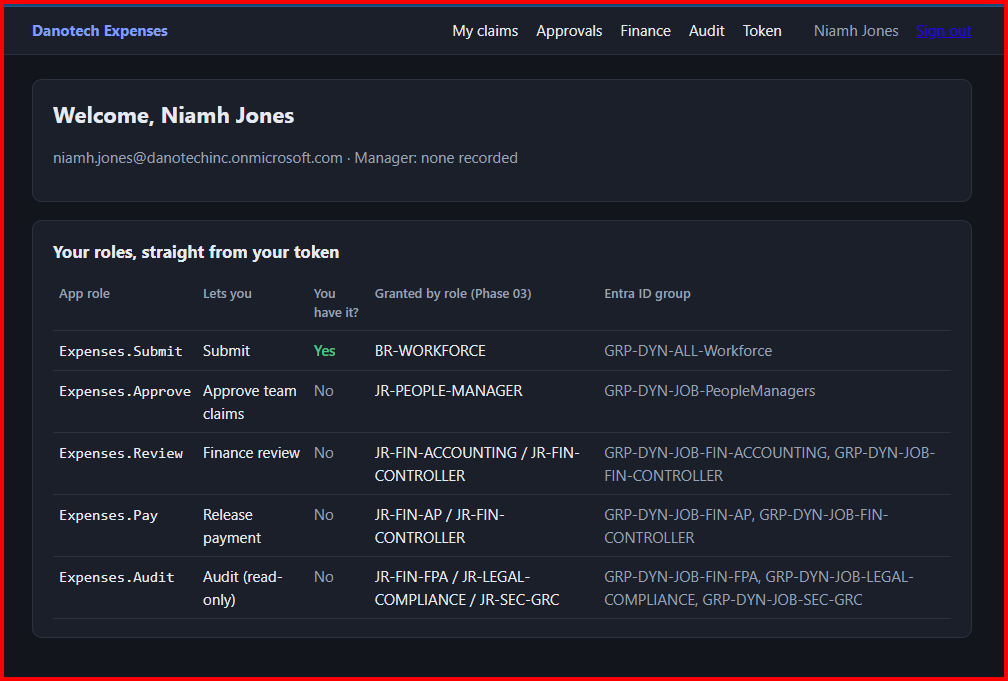 Danotech Expenses My claims Approvals Finance Audit Token Niamh Jones Sign out
Welcome, Niamh Jones
niamh.jones@danotechinc.onmicrosoft.com · Manager: none recorded
Your roles, straight from your token
App role Lets you You have it? Granted by role (Phase 03) Entra ID group
Expenses.Submit Submit Yes BR-WORKFORCE GRP-DYN-ALL-Workforce
Expenses.Approve Approve team claims No JR-PEOPLE-MANAGER GRP-DYN-JOB-PeopleManagers
Expenses.Review Finance review No JR-FIN-ACCOUNTING / JR-FIN-CONTROLLER GRP-DYN-JOB-FIN-ACCOUNTING, GRP-DYN-JOB-FIN-CONTROLLER
Expenses.Pay Release payment No JR-FIN-AP / JR-FIN-CONTROLLER GRP-DYN-JOB-FIN-AP, GRP-DYN-JOB-FIN-CONTROLLER
Expenses.Audit Audit (read-only) No JR-FIN-FPA / JR-LEGAL-COMPLIANCE / JR-SEC-GRC GRP-DYN-JOB-FIN-FPA, GRP-DYN-JOB-LEGAL-COMPLIANCE, GRP-DYN-JOB-SEC-GRC